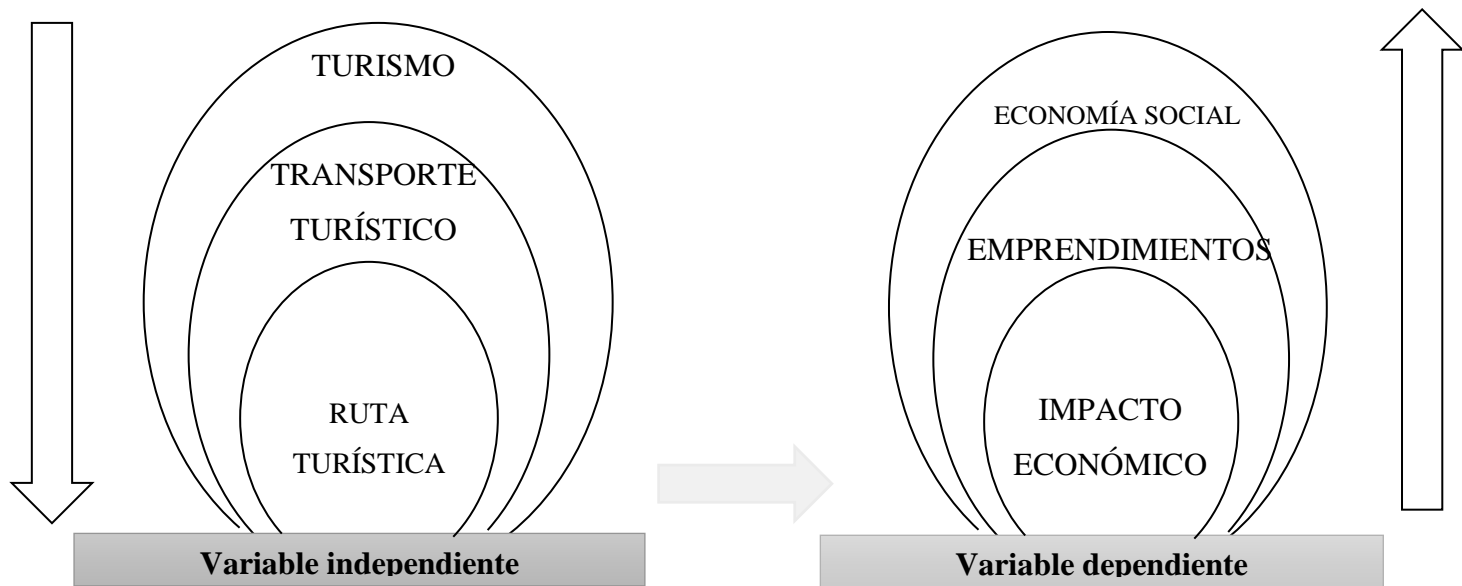 TURISMO
TRANSPORTE
TURÍSTICO
RUTA
TURÍSTICA
Variable independiente
ECONOMÍA SOCIAL
EMPRENDIMIENTOS
IMPACTO
ECONÓMICO
Variable dependiente